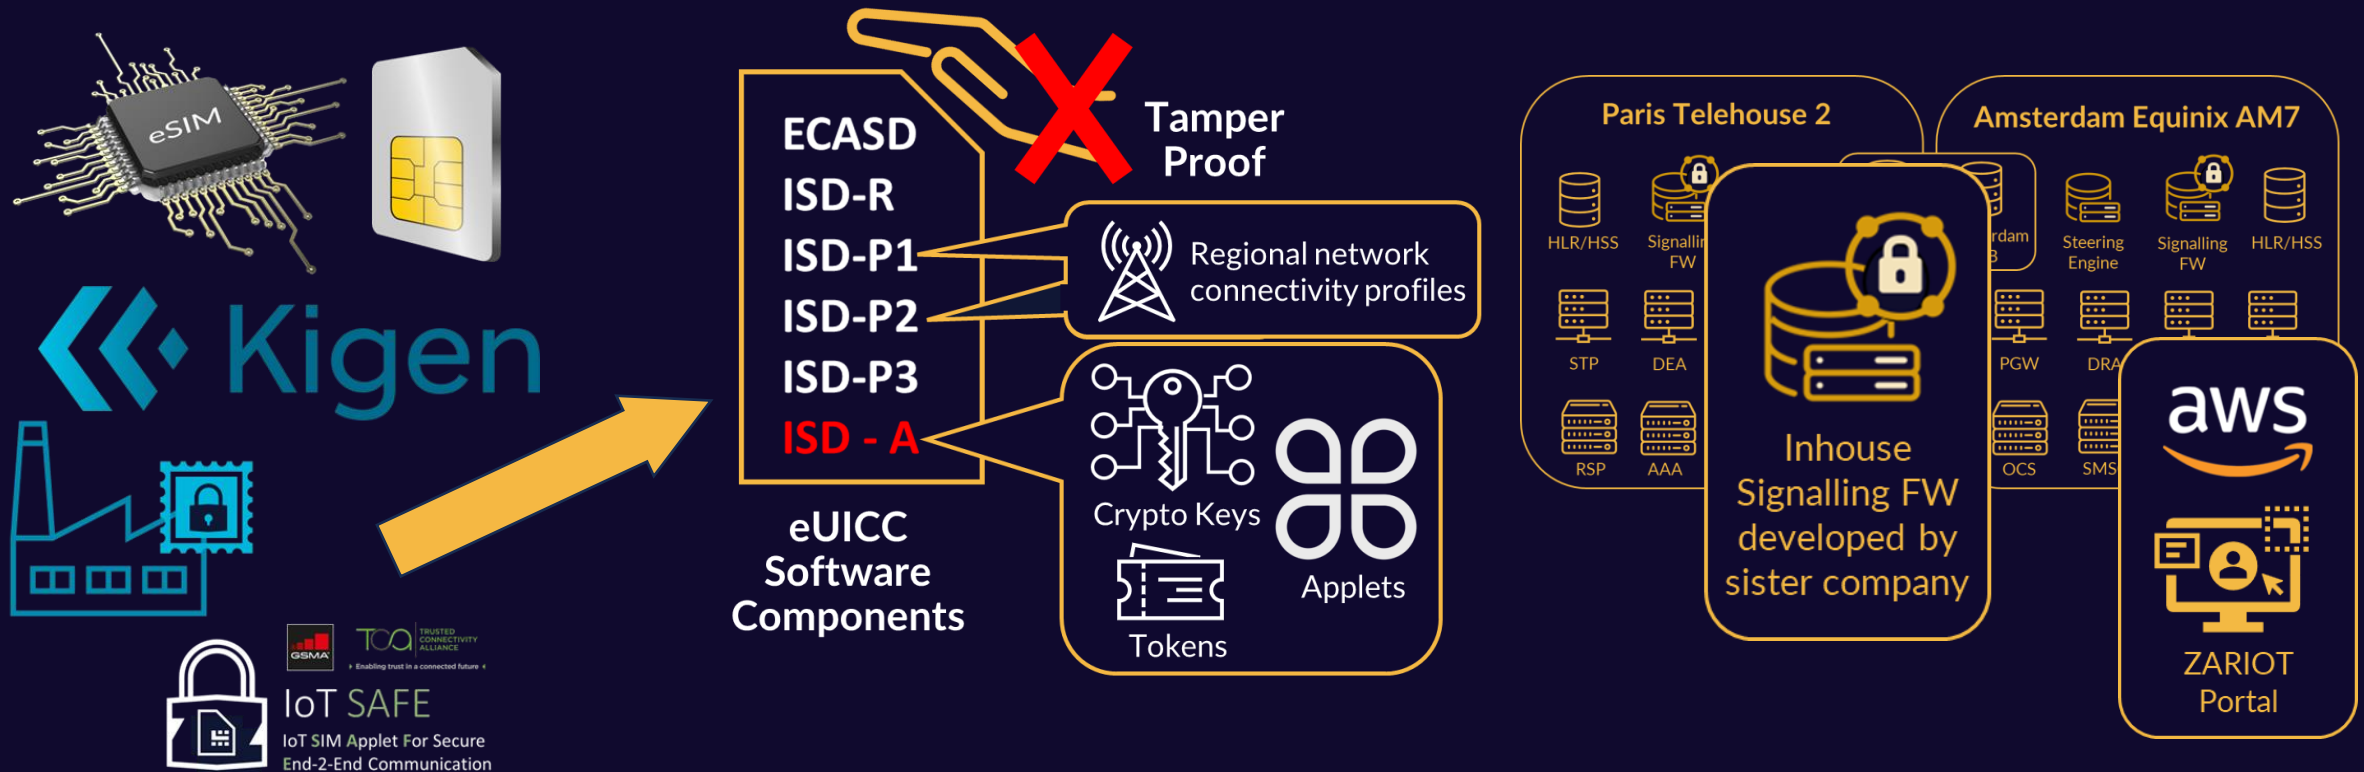 eSIM
Kigen
GSMA
TCA
TRUSTED
CONNECTIVITY
ALLIANCE
Enabling trust in a connected future
IoT SAFE
IoT SIM Applet For Secure
End-2-End Communication
ECASD
ISD-R
ISD-P1
ISD-P2
ISD-P3
ISD - A
eUICC
Software
Components
Tamper
Proof
Regional network
connectivity profiles
Crypto Keys
Applets
Tokens
Paris Telehouse 2
HLR/HSS
FW
STP
DEA
RSP
AAA
Inhouse
Signalling FW
developed by
sister company
Amsterdam Equinix AM7
Steering
Engine
Signalling
FW
HLR/HSS
PGW
DRA
OCS
aws
ZARIOT
Portal